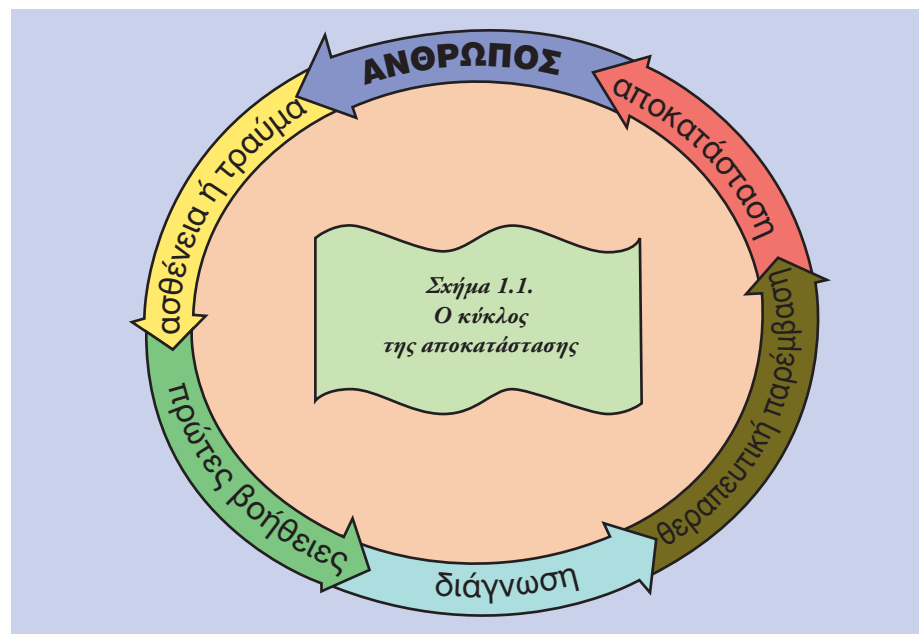 ΑΝΘΡΩΠΟΣ
ασθένεια ή τραύμα
πρώτες βοήθειες
διάγνωση
θεραπευτική παρέμβαση
αποκατάσταση
Σχήμα 1.1.
Ο κύκλος
της αποκατάστασης